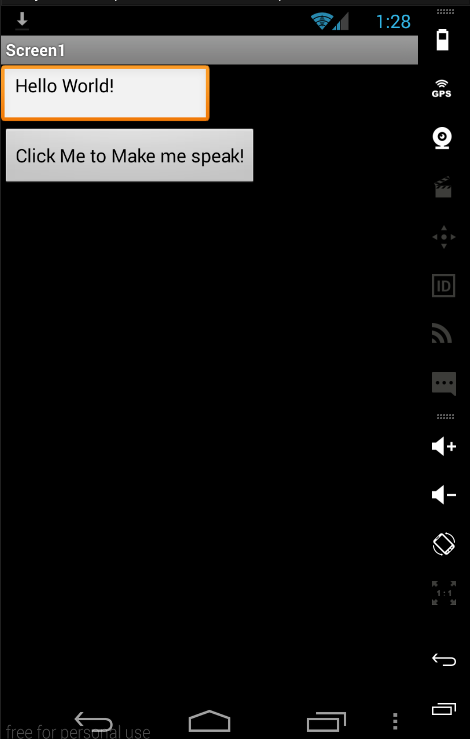 1:28
Screen1
Hello World!
GPS
Click Me to Make me speak!
ID
1:1
free for personal use